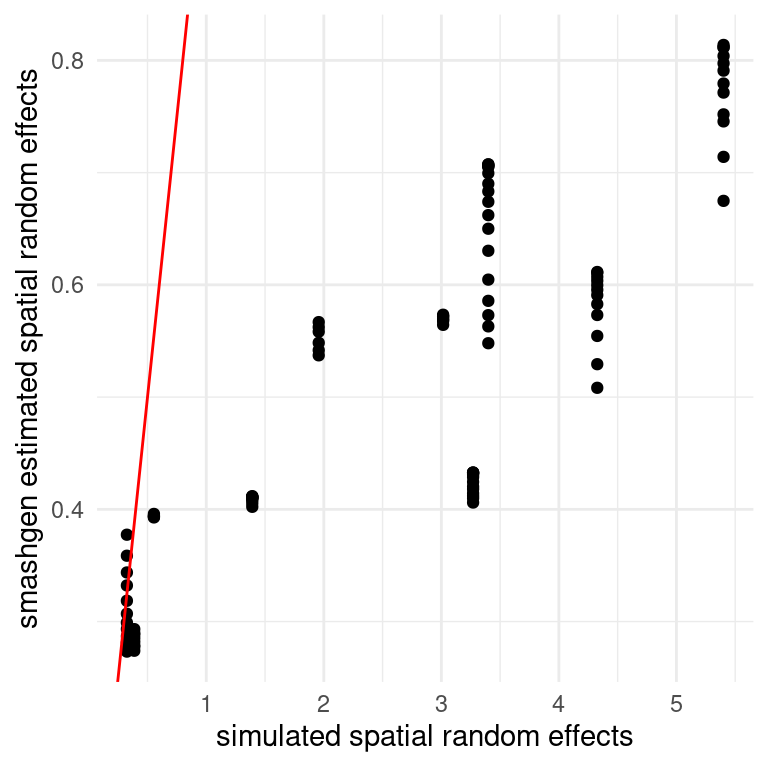 smashgen estimated spatial random effects
0.8
0.6
0.4
1 2 3 4 5
simulated spatial random effects